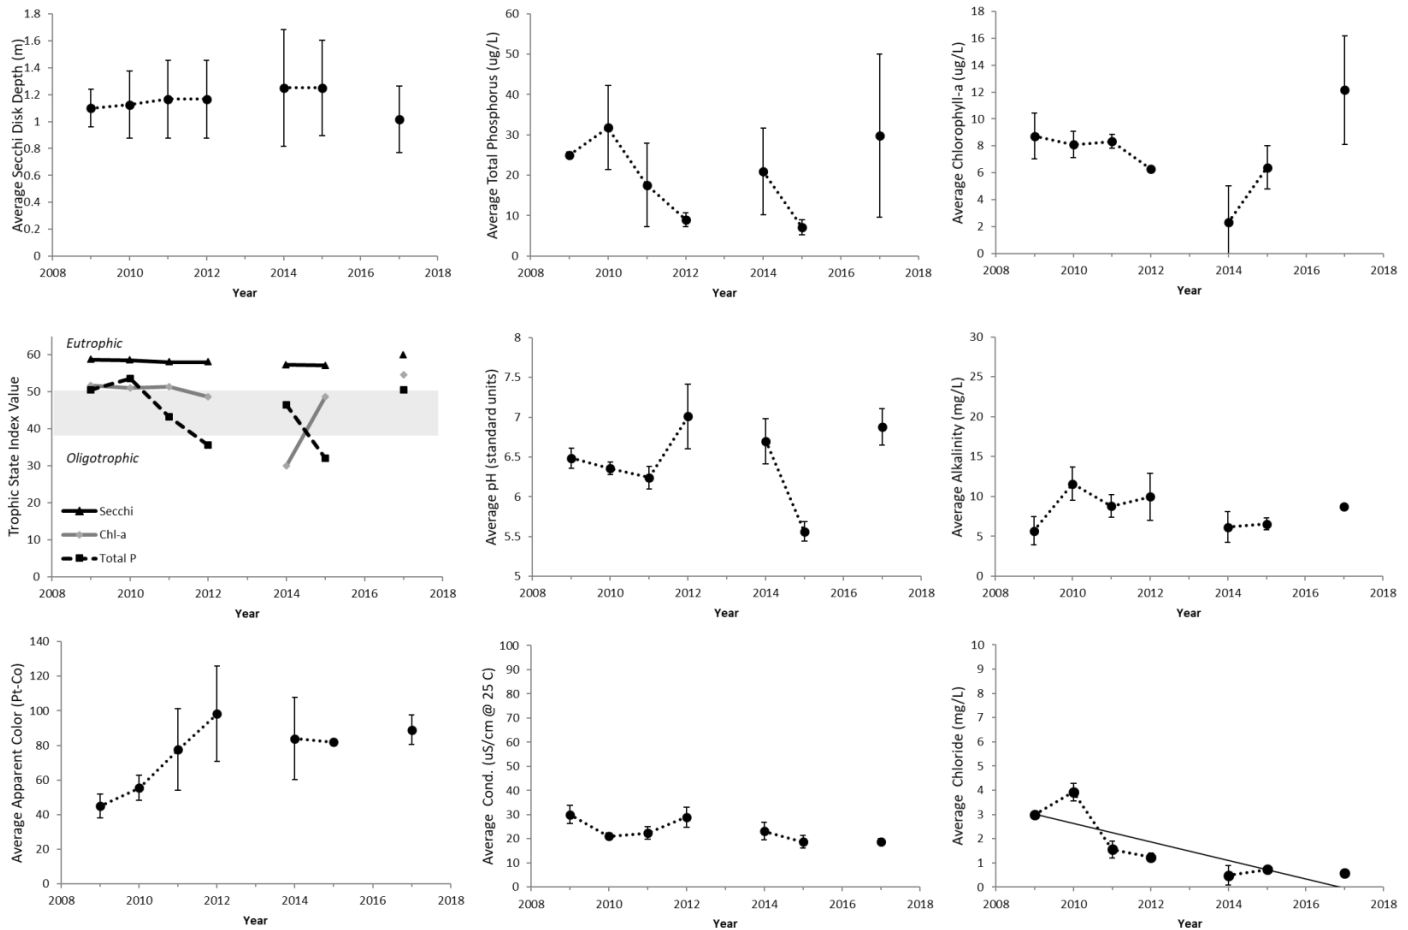 Average Secchi Disk Depth (m)
1.8
1.6
1.4
1.2
1
0.8
0.6
0.4
0.2
0
2008 2010 2012 2014 2016 2018
Year
Average Total Phosphorus (ug/L)
60
50
40
30
20
10
0
2008 2010 2012 2014 2016 2018
Year
Average Chlorophyll-a (ug/L)
18
16
14
12
10
8
6
4
2
0
2008 2010 2012 2014 2016 2018
Year
Trophic State Index Value
60
50
40
30
20
10
0
Eutrophic
Oligotrophic
Secchi
Chl-a
Total P
2008 2010 2012 2014 2016 2018
Year
Average pH (standard units)
8
7.5
7
6.5
6
5.5
5
2008 2010 2012 2014 2016 2018
Year
Average Alkalinity (mg/L)
30
25
20
15
10
5
0
2008 2010 2012 2014 2016 2018
Year
Average Apparent Color (Pt-Co)
140
120
100
80
60
40
20
0
2008 2010 2012 2014 2016 2018
Year
Average Cond. (uS/cm @ 25 C)
100
90
80
70
60
50
40
30
20
10
0
2008 2010 2012 2014 2016 2018
Year
Average Chloride (mg/L)
10
9
8
7
6
5
4
3
2
1
0
2008 2010 2012 2014 2016 2018
Year